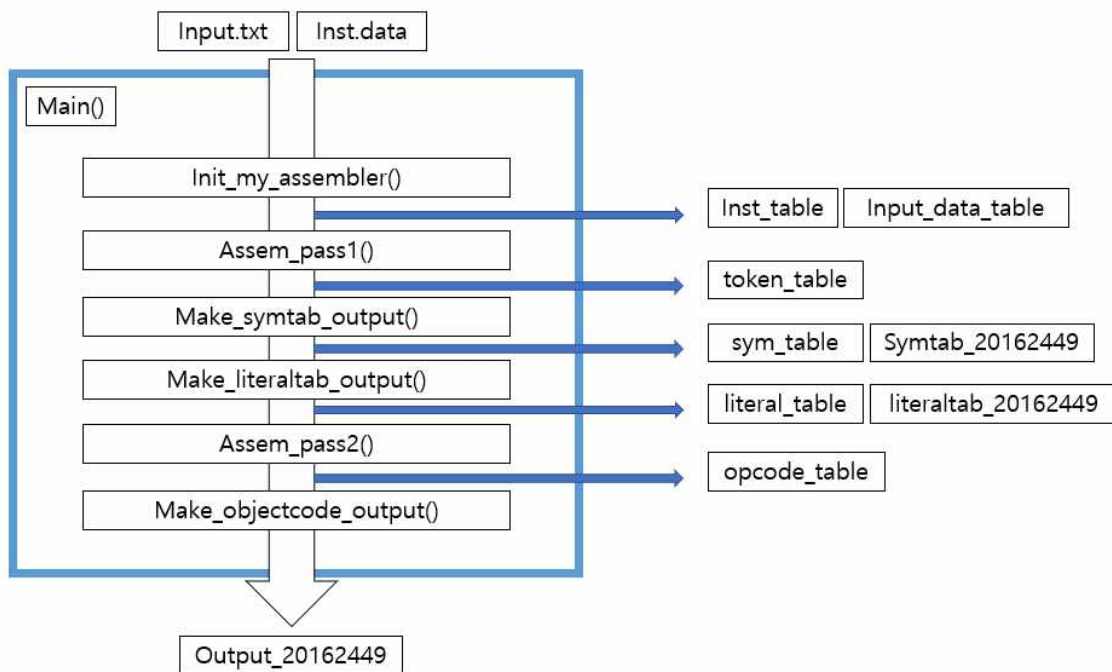 Input.txt Inst.data
Main()
Init_my_assembler()
Inst_table Input_data_table
Assem_pass1()
token_table
Make_symtab_output()
sym_table Symtab_20162449
Make_literaltab_output()
literal_table literaltab_20162449
Assem_pass2()
opcode_table
Make_objectcode_output()
Output_20162449